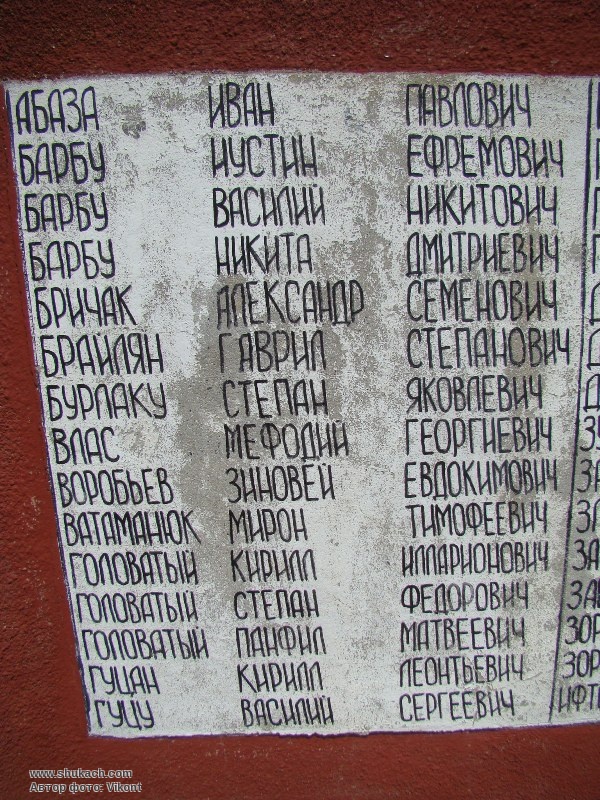 АБАЗА ИВАН ПАВЛОВИЧ
БАРБУ ИУСТИН ЕФРЕМОВИЧ
БАРБУ ВАСИЛИЙ НИКИТОВИЧ
БАРБУ НИКИТА ДМИТРИЕВИЧ
БРИЧАК АЛЕКСАНДР СЕМЕНОВИЧ
БРАЙЛЯН ГАВРИЛ СТЕПАНОВИЧ
БУРЛАКУ СТЕПАН ЯКОВЛЕВИЧ
ВЛАС МЕФОДИЙ ГЕОРГИЕВИЧ
ВОРОБЬЕВ ЗИНОВЕЙ ЕВДОКИМОВИЧ
ВАТАМАНЮК МИРОН ТИМОФЕЕВИЧ
ГОЛОВАТЫЙ КИРИЛЛ ИЛЛАРИОНОВИЧ
ГОЛОВАТЫЙ СТЕПАН ФЕДОРОВИЧ
ГОЛОВАТЫЙ ПАНФИЛ МАТВЕЕВИЧ
ГУЦАН КИРИЛЛ ЛЕОНТЬЕВИЧ
ГУЦУ ВАСИЛИЙ СЕРГЕЕВИЧ
www.shukach.com
Автор фото: Vikont